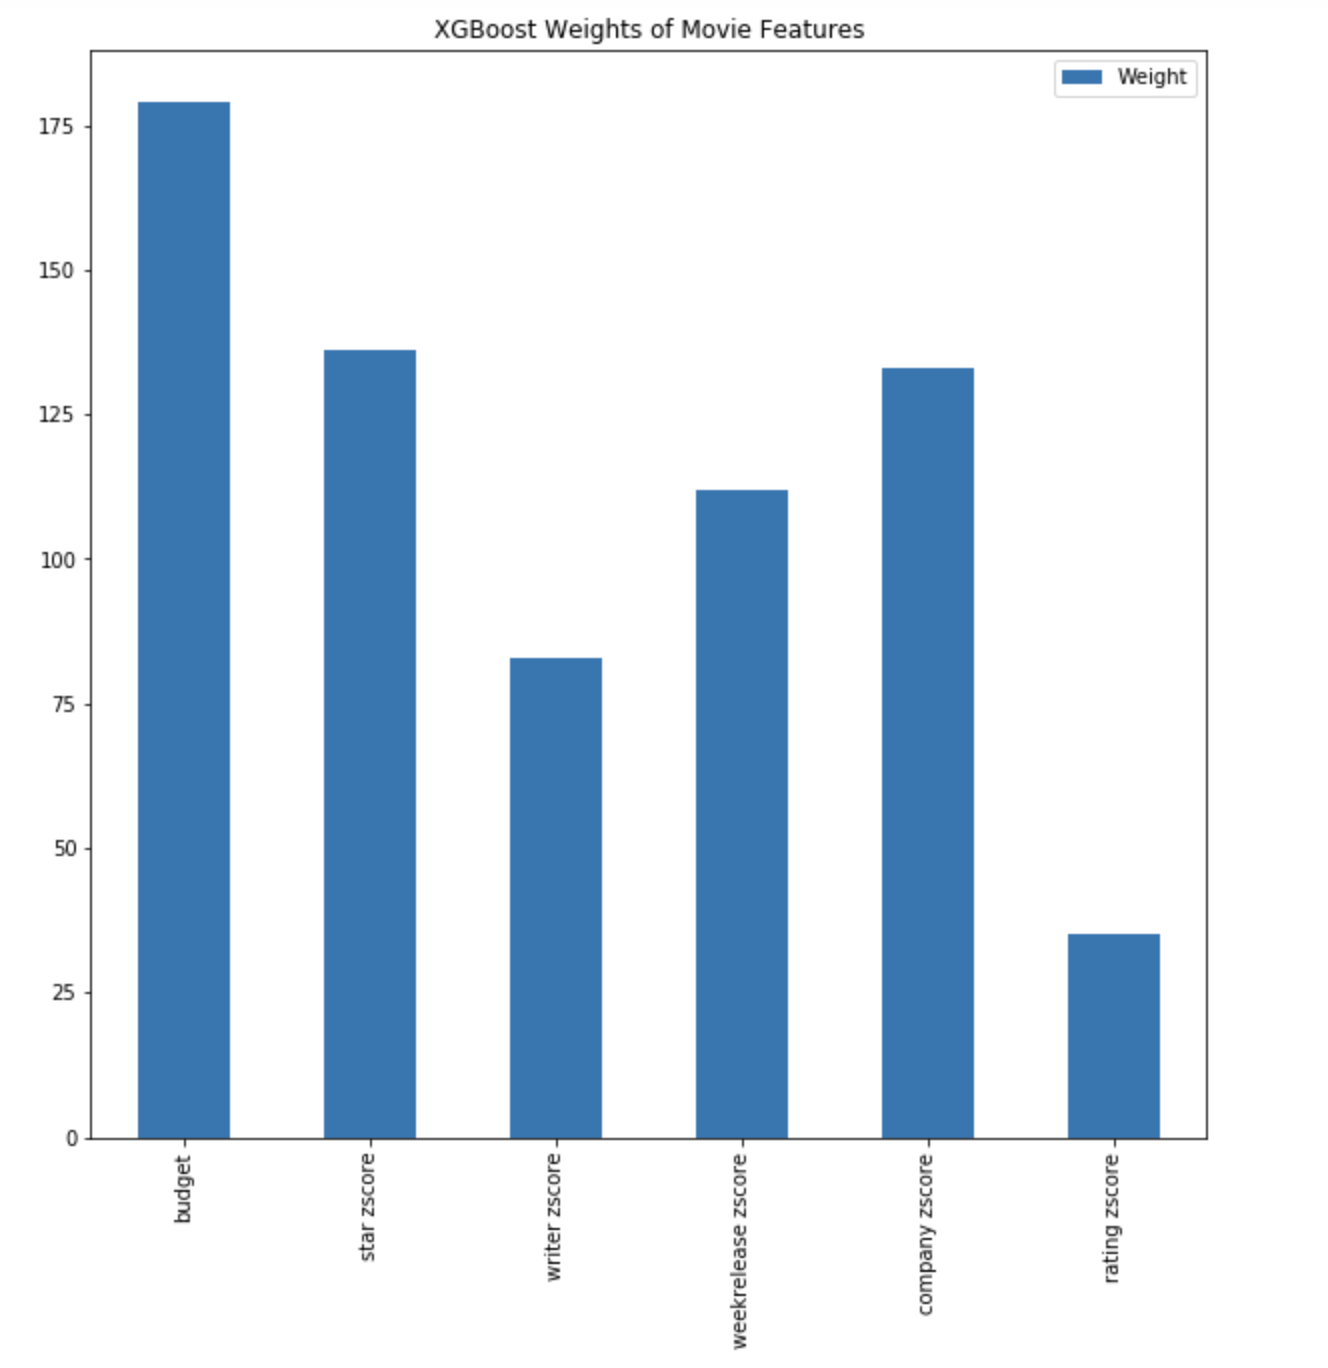 XGBoost Weights of Movie Features
Weight
175
150
125
100
75
50
25
0
budget
star zscore
writer zscore
weekrelease zscore
company zscore
rating zscore